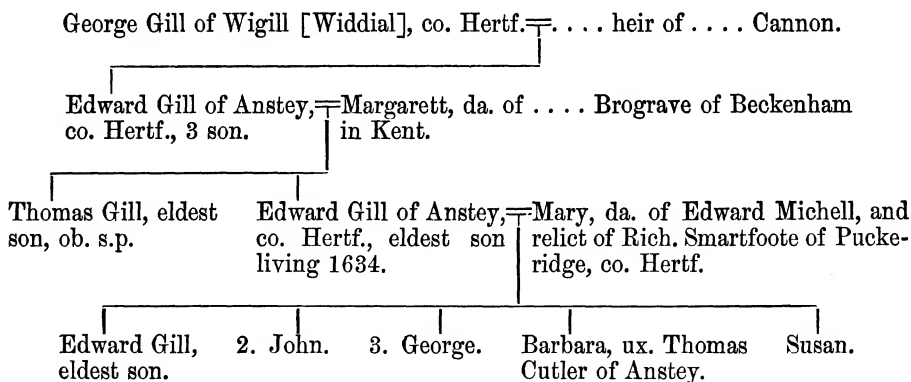 George Gill of Wigill [Widdial], co. Hertf.=. . . . heir of . . . . Cannon.
Edward Gill of Anstey,=Margarett, da. of . . . . Brograve of Beckenham
co. Hertf., 3 son. in Kent.
Thomas Gill, eldest Edward Gill of Anstey,=Mary, da. of Edward Michell, and
son, ob. s.p. co. Hertf., eldest son relict of Rich. Smartfoote of Pucke-
living 1634. ridge, co. Hertf.
Edward Gill, 2. John. 3. George. Barbara, ux. Thomas Susan.
eldest son. Cutler of Anstey.